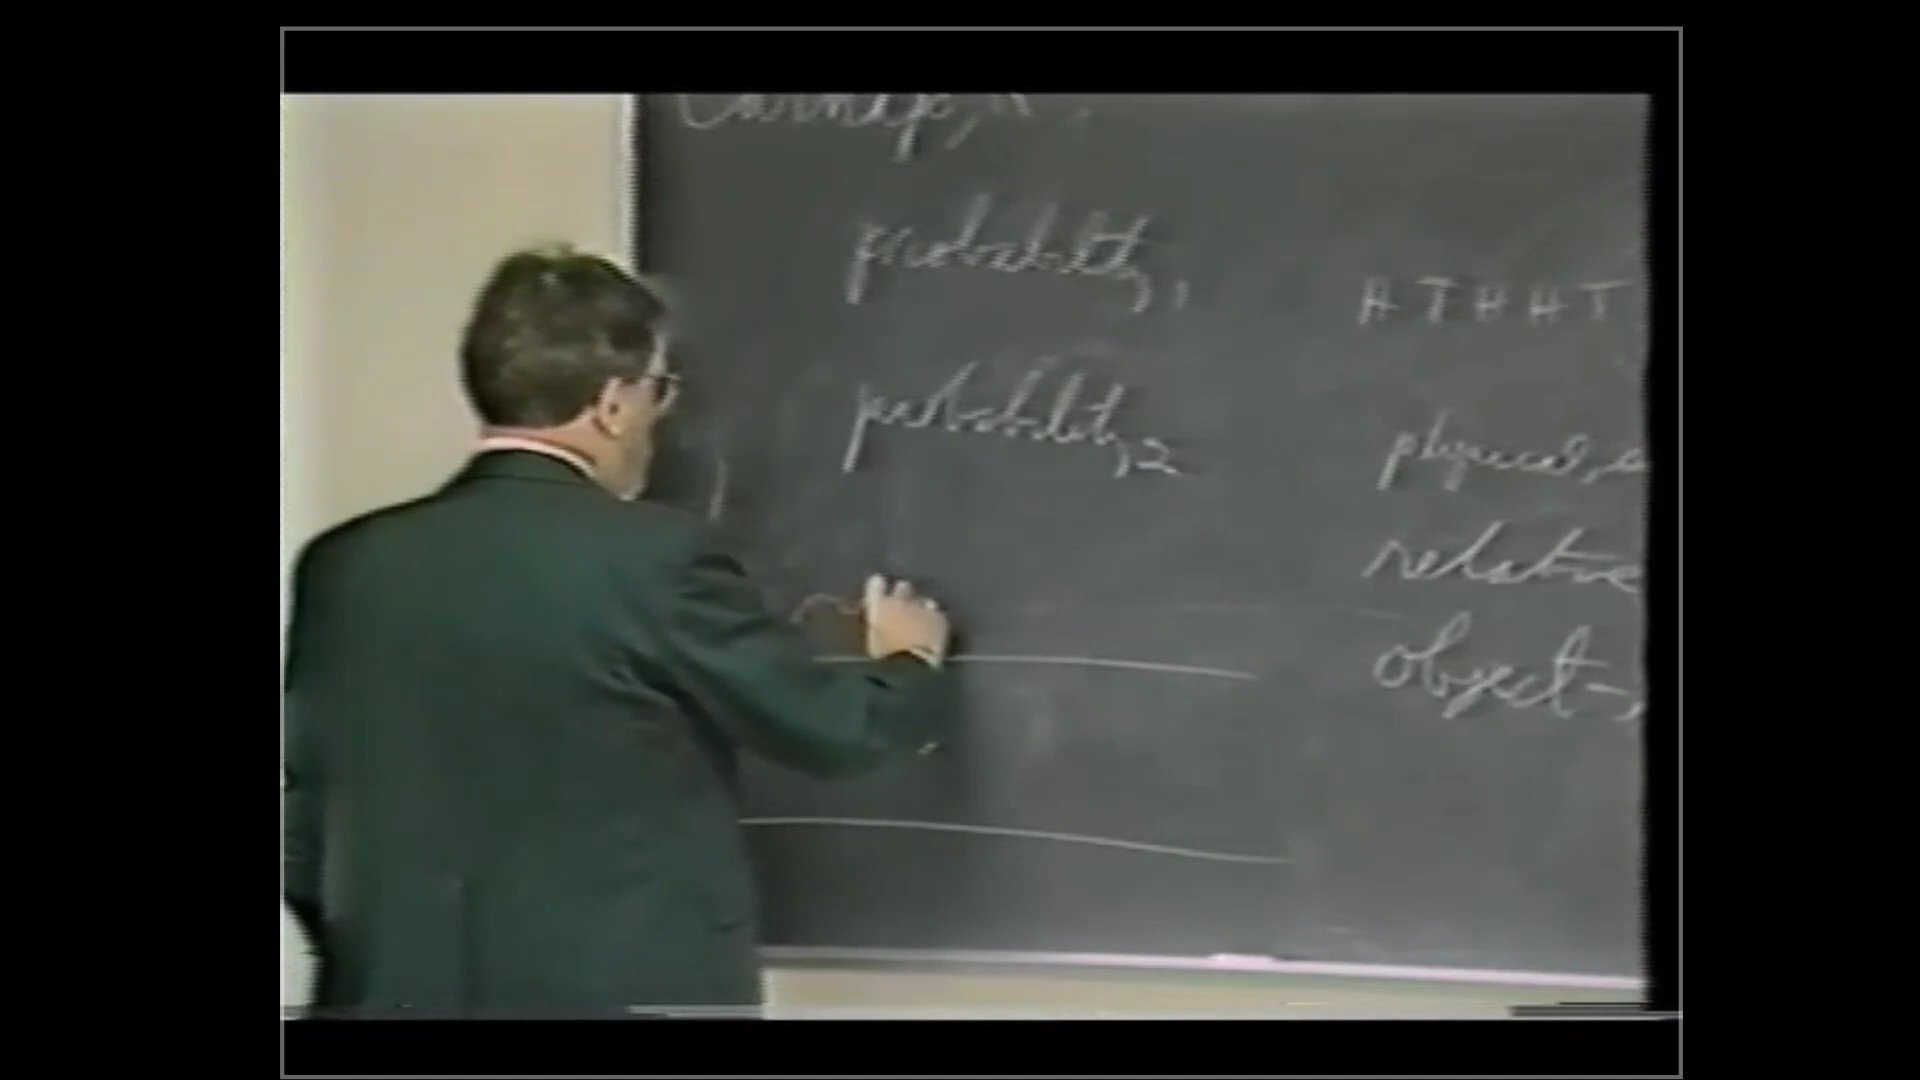 Carnap, R.
probability₁
H T H H T
probability₂
physical,
relative
object-